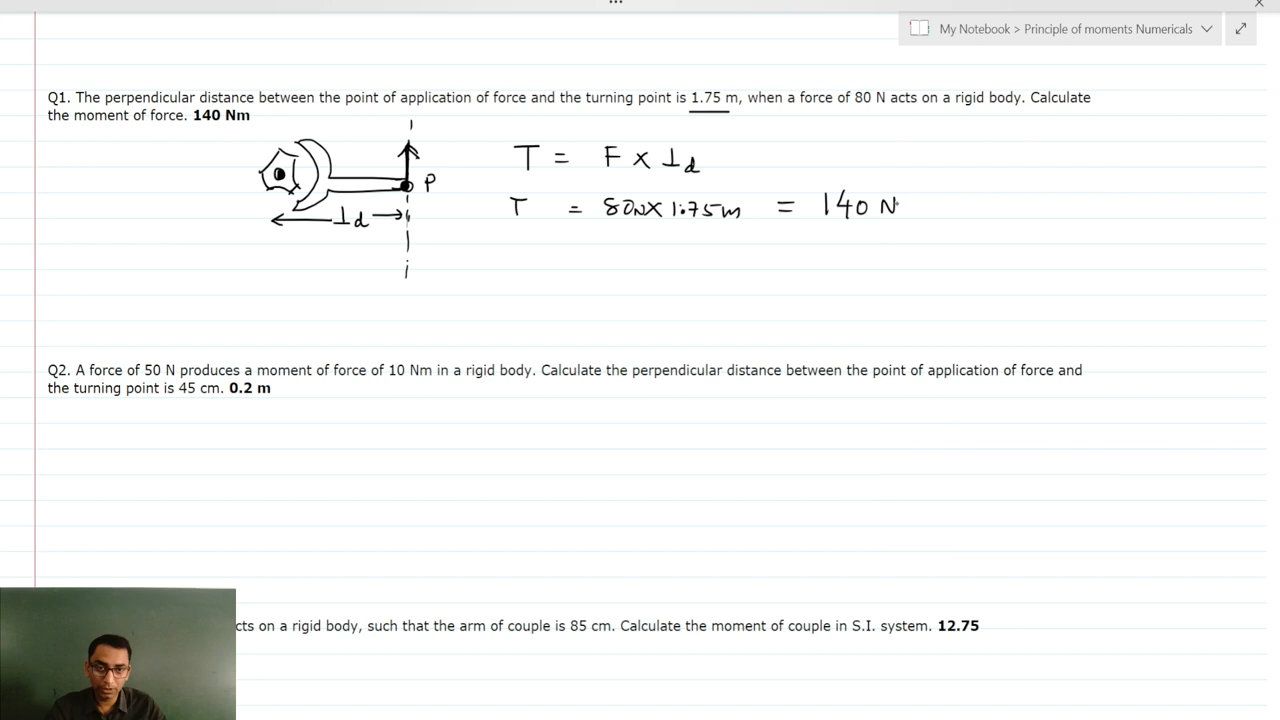 My Notebook > Principle of moments Numericals
Q1. The perpendicular distance between the point of application of force and the turning point is 1.75 m, when a force of 80 N acts on a rigid body. Calculate
the moment of force. 140 Nm
T = F × ⊥d
P
T = 80N × 1.75m = 140 N
⊥d
Q2. A force of 50 N produces a moment of force of 10 Nm in a rigid body. Calculate the perpendicular distance between the point of application of force and
the turning point is 45 cm. 0.2 m
cts on a rigid body, such that the arm of couple is 85 cm. Calculate the moment of couple in S.I. system. 12.75